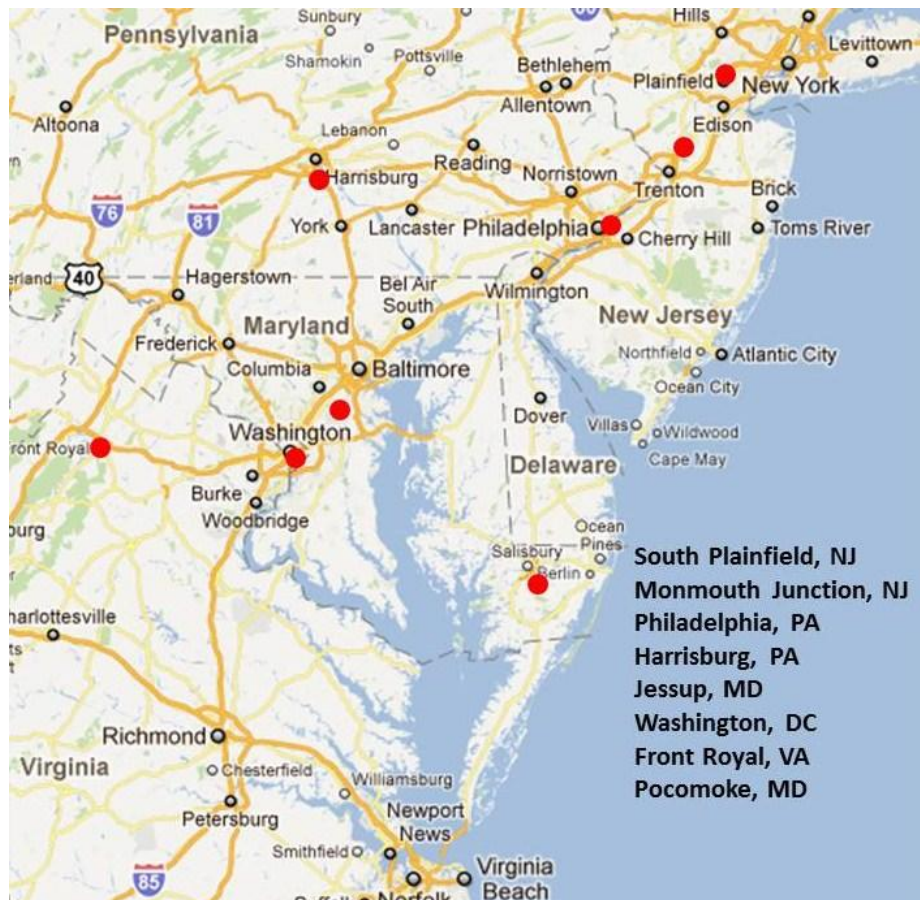 Sunbury
Hills
Pennsylvania
Levittown
Shamokin
Pottsville
Bethlehem
Plainfield
New York
Allentown
Altoona
Edison
Lebanon
Reading
Harrisburg
Norristown
Trenton
Brick
76
81
York
Lancaster
Philadelphia
Cherry Hill
Toms River
erland
40
Hagerstown
Bel Air
South
Wilmington
Maryland
New Jersey
Frederick
Northfield
Atlantic City
Columbia
Baltimore
Ocean City
Dover
Villas
Wildwood
Washington
ront Royal
Cape May
Delaware
Burke
Woodbridge
burg
Ocean
Pines
Salisbury
Berlin
South Plainfield, NJ
Monmouth Junction, NJ
Philadelphia, PA
Harrisburg, PA
Jessup, MD
Washington, DC
Front Royal, VA
Pocomoke, MD
harlottesville
ts
Richmond
Virginia
Chesterfield
Williamsburg
Petersburg
Newport
News
Smithfield
85
Virginia
Beach
Norfolk